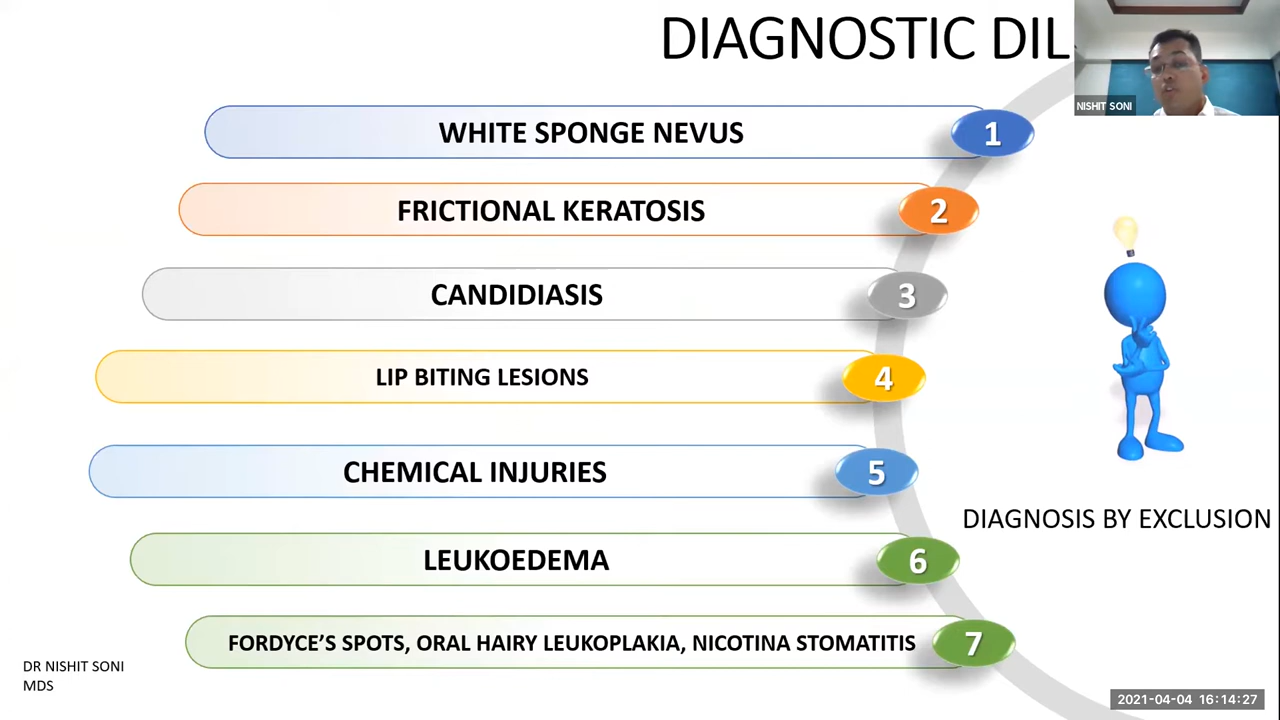 DIAGNOSTIC DIL
NISHIT SONI
WHITE SPONGE NEVUS
1
FRICTIONAL KERATOSIS
2
CANDIDIASIS
3
LIP BITING LESIONS
4
CHEMICAL INJURIES
5
DIAGNOSIS BY EXCLUSION
LEUKOEDEMA
6
FORDYCE’S SPOTS, ORAL HAIRY LEUKOPLAKIA, NICOTINA STOMATITIS
7
DR NISHIT SONI
MDS
2021-04-04 16:14:27